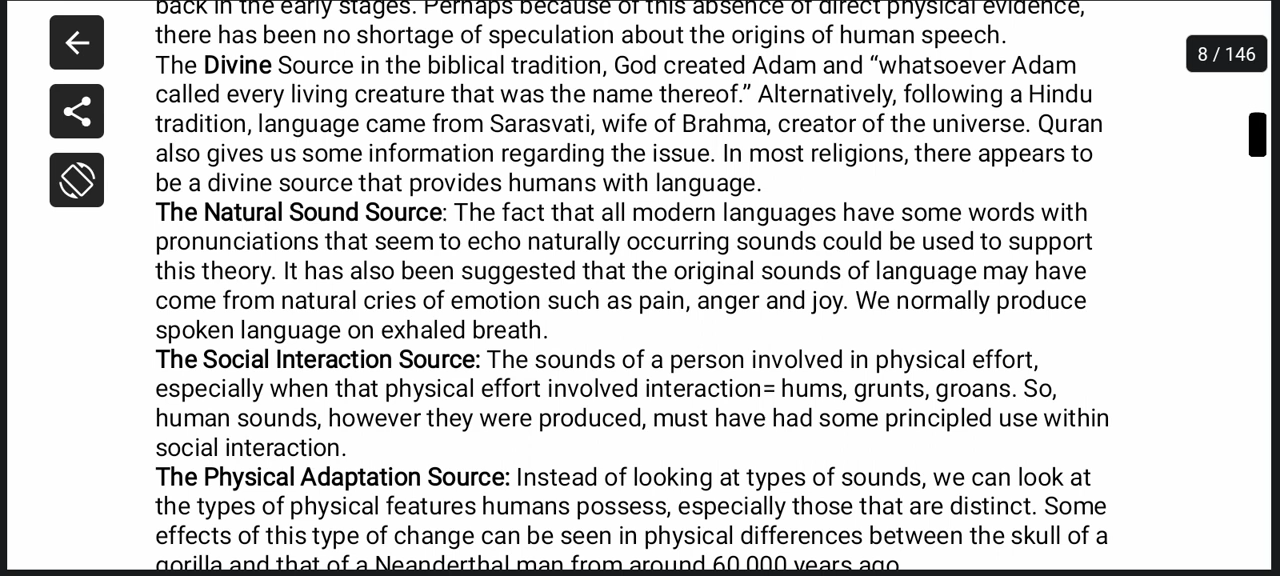 back in the early stages. Perhaps because of this absence of direct physical evidence,
there has been no shortage of speculation about the origins of human speech.
8 / 146
The Divine Source in the biblical tradition, God created Adam and “whatsoever Adam
called every living creature that was the name thereof.” Alternatively, following a Hindu
tradition, language came from Sarasvati, wife of Brahma, creator of the universe. Quran
also gives us some information regarding the issue. In most religions, there appears to
be a divine source that provides humans with language.
The Natural Sound Source: The fact that all modern languages have some words with
pronunciations that seem to echo naturally occurring sounds could be used to support
this theory. It has also been suggested that the original sounds of language may have
come from natural cries of emotion such as pain, anger and joy. We normally produce
spoken language on exhaled breath.
The Social Interaction Source: The sounds of a person involved in physical effort,
especially when that physical effort involved interaction= hums, grunts, groans. So,
human sounds, however they were produced, must have had some principled use within
social interaction.
The Physical Adaptation Source: Instead of looking at types of sounds, we can look at
the types of physical features humans possess, especially those that are distinct. Some
effects of this type of change can be seen in physical differences between the skull of a
gorilla and that of a Neanderthal man from around 60,000 years ago.